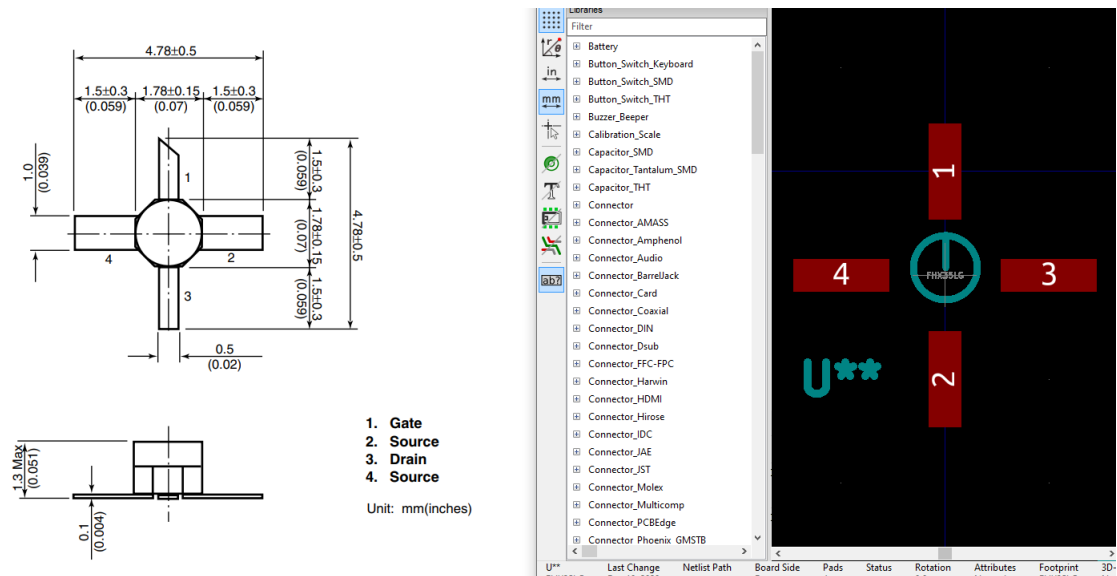 4.78±0.5
1.5±0.3
(0.059)
1.78±0.15
(0.07)
1.5±0.3
(0.059)
1.0
(0.039)
1
4
2
3
1.5±0.3
(0.059)
1.78±0.15
(0.07)
1.5±0.3
(0.059)
4.78±0.5
0.5
(0.02)
1.3 Max
(0.051)
0.1
(0.004)
1. Gate
2. Source
3. Drain
4. Source
Unit: mm(inches)
Libraries
Filter
in
mm
ab?
Battery
Button_Switch_Keyboard
Button_Switch_SMD
Button_Switch_THT
Buzzer_Beeper
Calibration_Scale
Capacitor_SMD
Capacitor_Tantalum_SMD
Capacitor_THT
Connector
Connector_AMASS
Connector_Amphenol
Connector_Audio
Connector_BarrelJack
Connector_Card
Connector_Coaxial
Connector_DIN
Connector_Dsub
Connector_FFC-FPC
Connector_Harwin
Connector_HDMI
Connector_Hirose
Connector_IDC
Connector_JAE
Connector_JST
Connector_Molex
Connector_Multicomp
Connector_PCBEdge
Connector_Phoenix_GMSTB
1
4
FHX35LG
3
2
U**
U** Last Change Netlist Path Board Side Pads Status Rotation Attributes Footprint 3D-